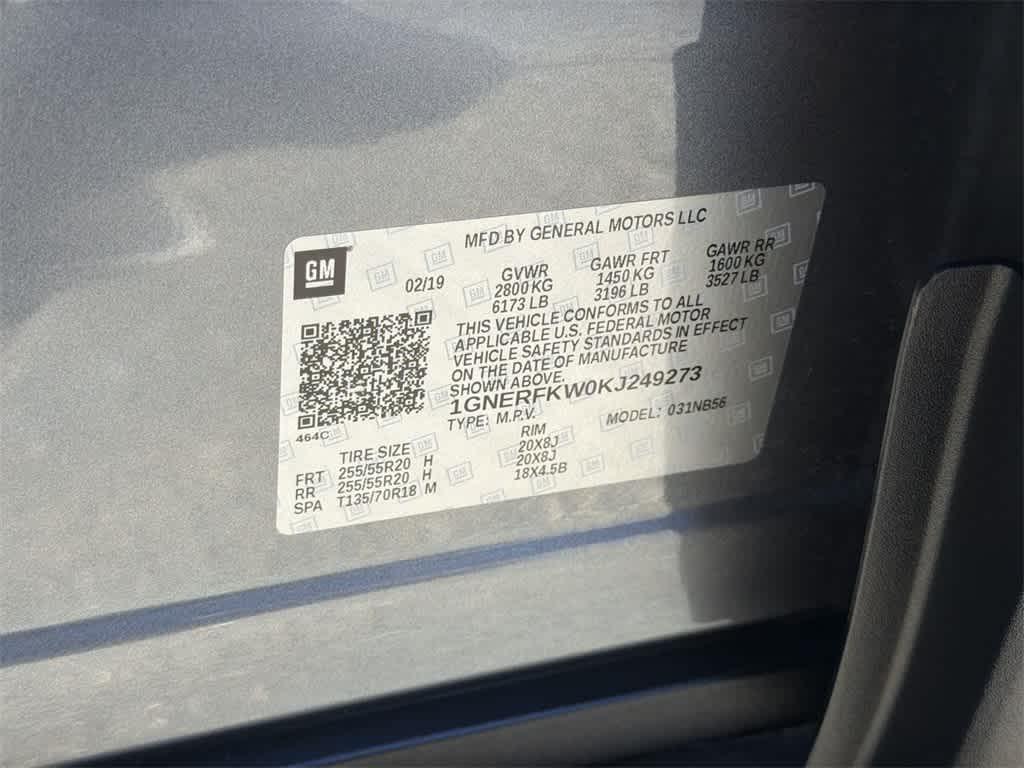 GM
MFD BY GENERAL MOTORS LLC
02/19
GVWR
2800 KG
6173 LB
GAWR FRT
1450 KG
3196 LB
GAWR RR
1600 KG
3527 LB
THIS VEHICLE CONFORMS TO ALL
APPLICABLE U.S. FEDERAL MOTOR
VEHICLE SAFETY STANDARDS IN EFFECT
ON THE DATE OF MANUFACTURE
SHOWN ABOVE.
1GNERFKW0KJ249273
TYPE: M.P.V. MODEL: 031NB56
464C
TIRE SIZE RIM
FRT 255/55R20 H 20X8J
RR 255/55R20 H 20X8J
SPA T135/70R18 M 18X4.5B